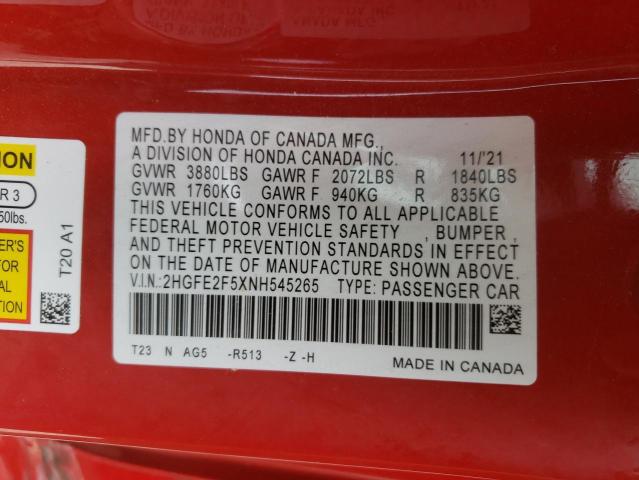 MFD.BY HONDA OF CANADA MFG.,
A DIVISION OF HONDA CANADA INC. 11/'21
GVWR 3880LBS GAWR F 2072LBS R 1840LBS
GVWR 1760KG GAWR F 940KG R 835KG
THIS VEHICLE CONFORMS TO ALL APPLICABLE
FEDERAL MOTOR VEHICLE SAFETY , BUMPER ,
AND THEFT PREVENTION STANDARDS IN EFFECT
ON THE DATE OF MANUFACTURE SHOWN ABOVE.
V.I.N.:2HGFE2F5XNH545265 TYPE: PASSENGER CAR
T23 N AG5 -R513 -Z -H
MADE IN CANADA
R 3
50lbs.
T20 A1